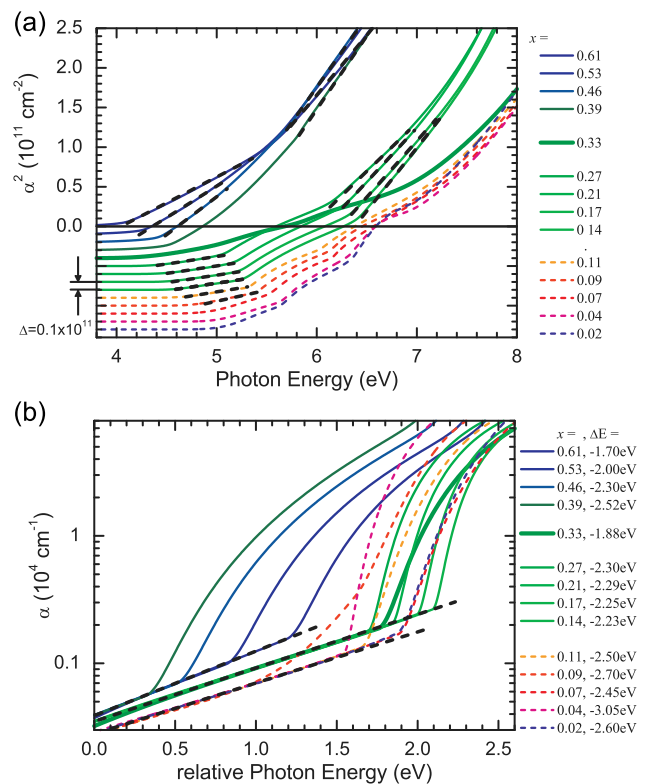 (a)
x =
0.61
0.53
0.46
0.39
0.33
0.27
0.21
0.17
0.14
.
0.11
0.09
0.07
0.04
0.02
2.5
2.0
1.5
1.0
0.5
0.0
α² (10¹¹ cm⁻²)
Δ=0.1x10¹¹
4 5 6 7 8
Photon Energy (eV)
(b)
x = , ΔE =
0.61, -1.70eV
0.53, -2.00eV
0.46, -2.30eV
0.39, -2.52eV
0.33, -1.88eV
0.27, -2.30eV
0.21, -2.29eV
0.17, -2.25eV
0.14, -2.23eV
0.11, -2.50eV
0.09, -2.70eV
0.07, -2.45eV
0.04, -3.05eV
0.02, -2.60eV
1
0.1
α (10⁴ cm⁻¹)
0.0 0.5 1.0 1.5 2.0 2.5
relative Photon Energy (eV)